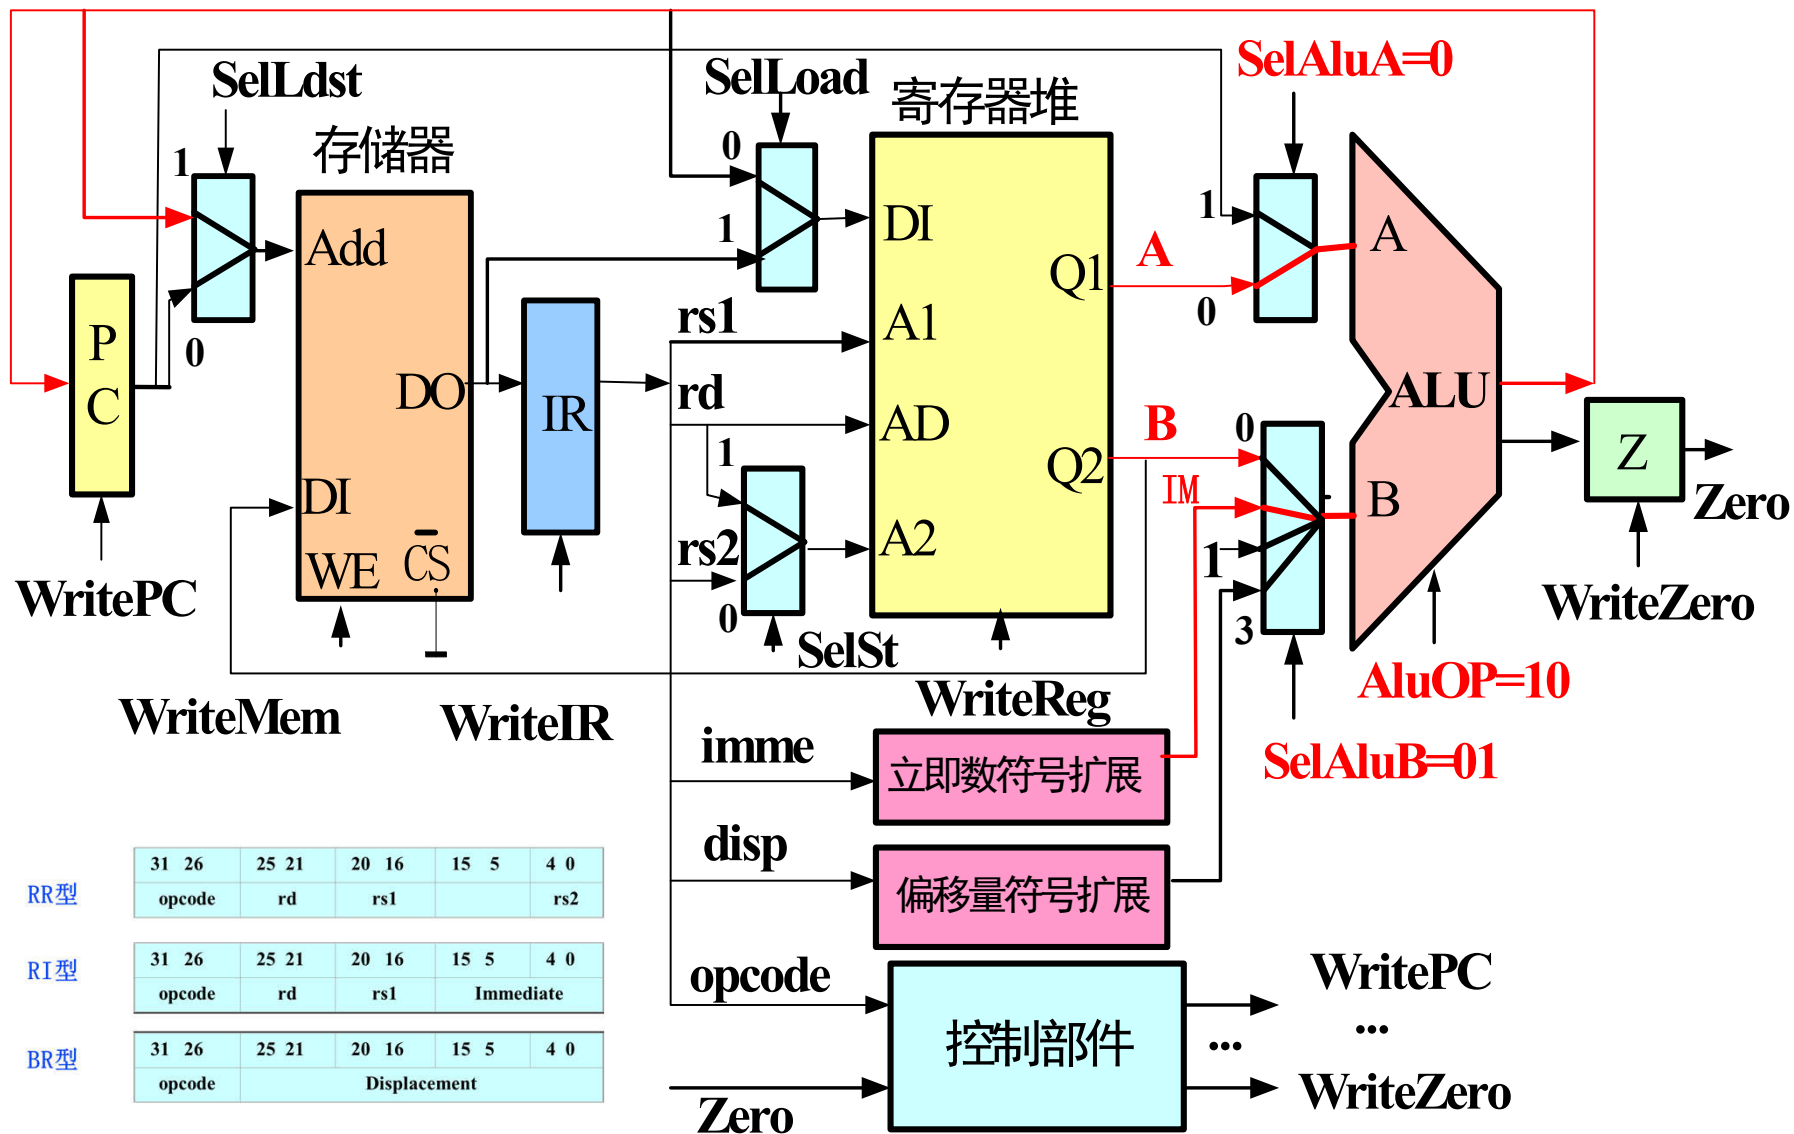 SelLdst
存储器
1
0
P
C
WritePC
Add
DO
DI
WE
CS
WriteMem
IR
WriteIR
SelLoad
0
1
寄存器堆
DI
A1
AD
A2
Q1
Q2
rs1
rd
1
rs2
0
SelSt
WriteReg
A
B
IM
SelAluA=0
1
0
0
1
3
A
B
ALU
AluOP=10
SelAluB=01
Z
Zero
WriteZero
imme
立即数符号扩展
disp
偏移量符号扩展
opcode
控制部件
Zero
WritePC
...
...
WriteZero
RR型
31 26 25 21 20 16 15 5 4 0
opcode rd rs1 rs2
RI型
31 26 25 21 20 16 15 5 4 0
opcode rd rs1 Immediate
BR型
31 26 25 21 20 16 15 5 4 0
opcode Displacement